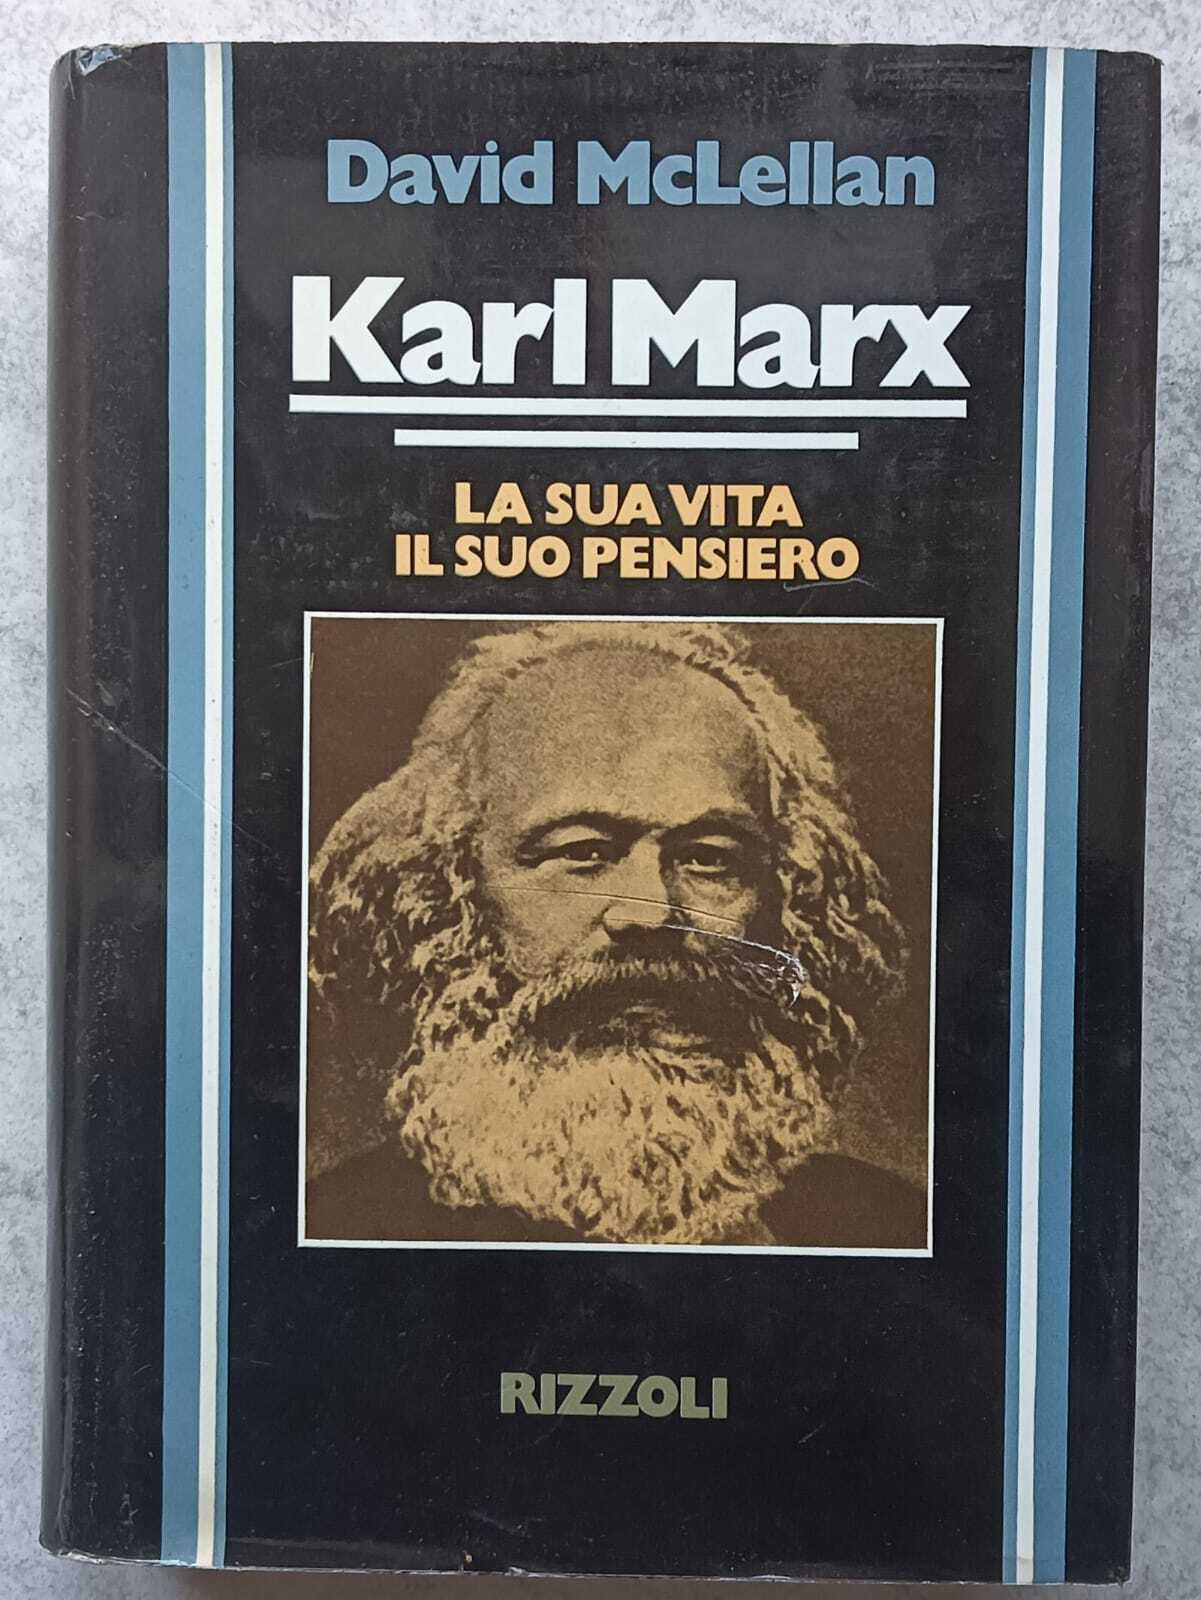 David McLellan
Karl Marx
LA SUA VITA
IL SUO PENSIERO
RIZZOLI